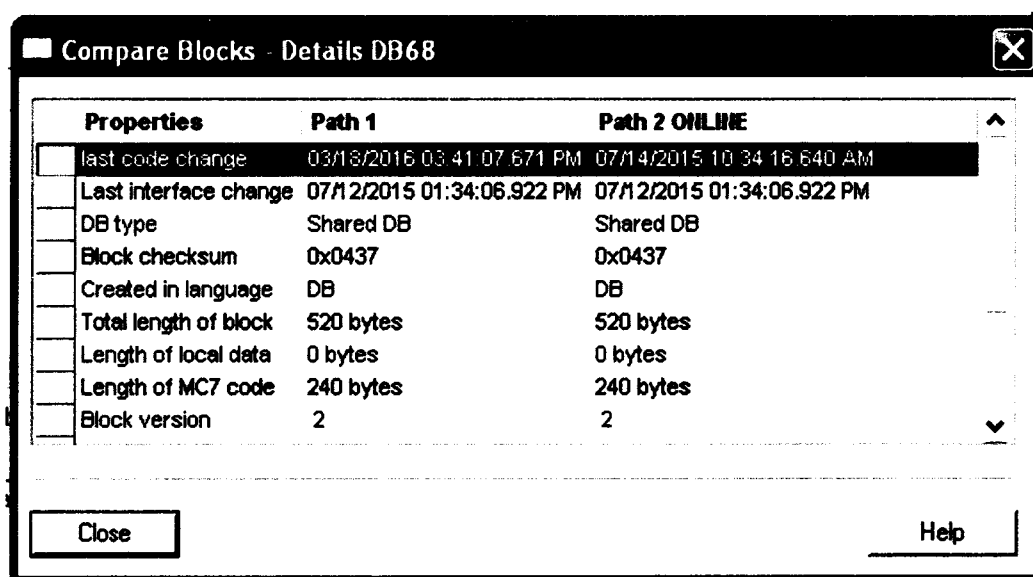 Compare Blocks - Details DB68
Properties Path 1 Path 2 ONLINE
last code change 03/18/2016 03:41:07.671 PM 07/14/2015 10:34:16.640 AM
Last interface change 07/12/2015 01:34:06.922 PM 07/12/2015 01:34:06.922 PM
DB type Shared DB Shared DB
Block checksum 0x0437 0x0437
Created in language DB DB
Total length of block 520 bytes 520 bytes
Length of local data 0 bytes 0 bytes
Length of MC7 code 240 bytes 240 bytes
Block version 2 2
Close Help